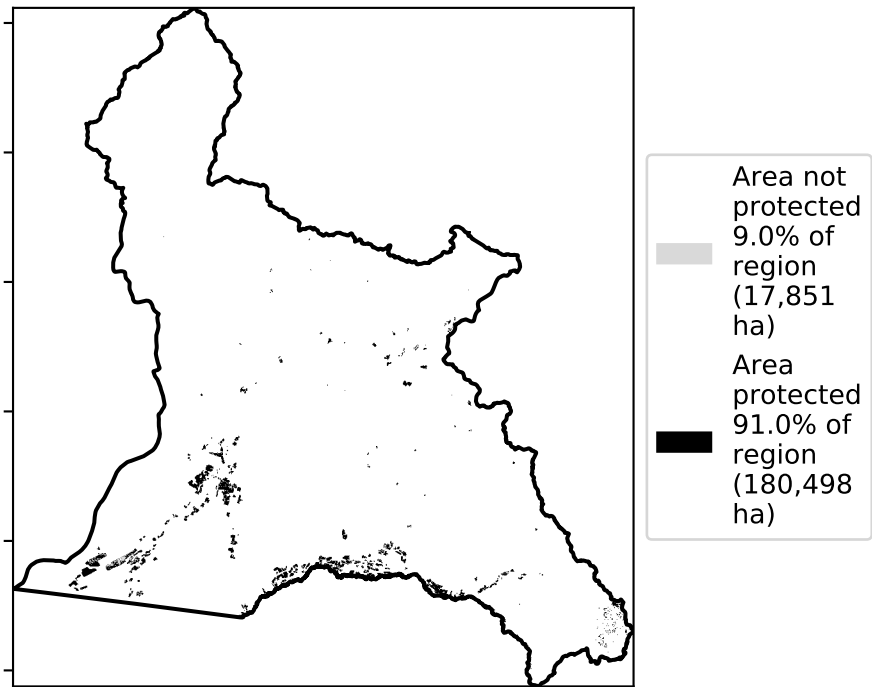 Area not
protected
9.0% of
region
(17,851
ha)
Area
protected
91.0% of
region
(180,498
ha)